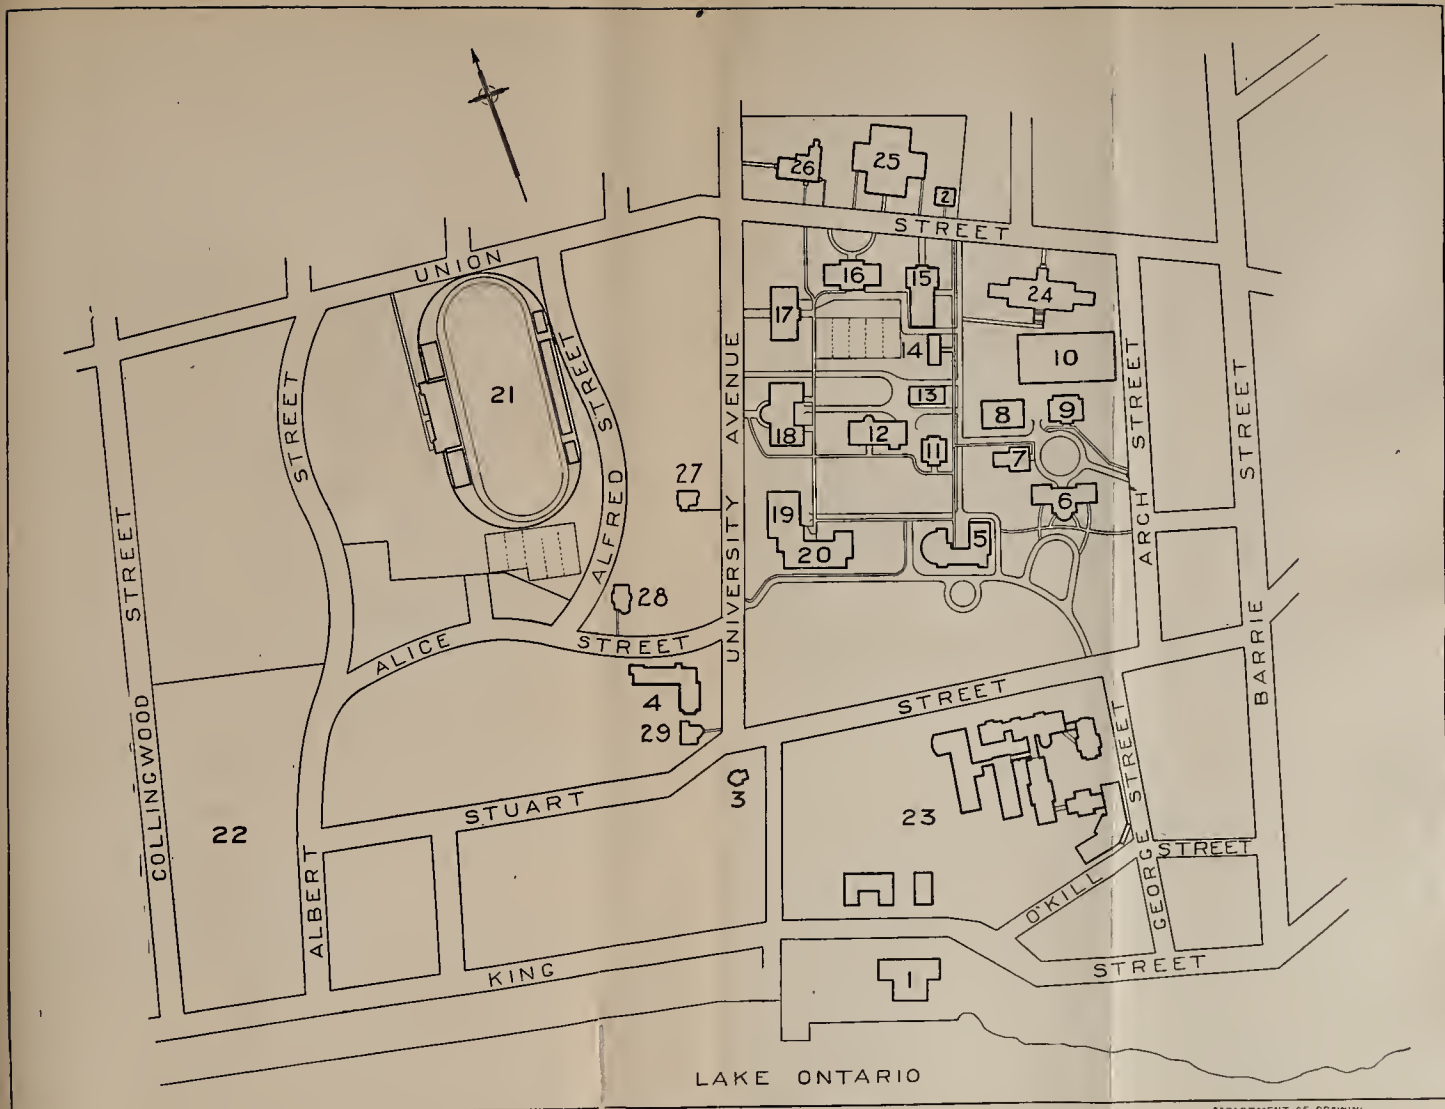 26
25
2
STREET
UNION
16
15
24
17
14
10
21
STREET
STREET
STREET
AVENUE
13
8
9
18
12
11
7
27
6
STREET
STREET
ALFRED
UNIVERSITY
19
20
5
ARCH
28
STREET
ALICE
STREET
4
29
STREET
BARRIE
COLLINGWOOD
STUART
3
23
STREET
22
ALBERT
STREET
O'KILL
GEORGE
KING
STREET
1
LAKE ONTARIO